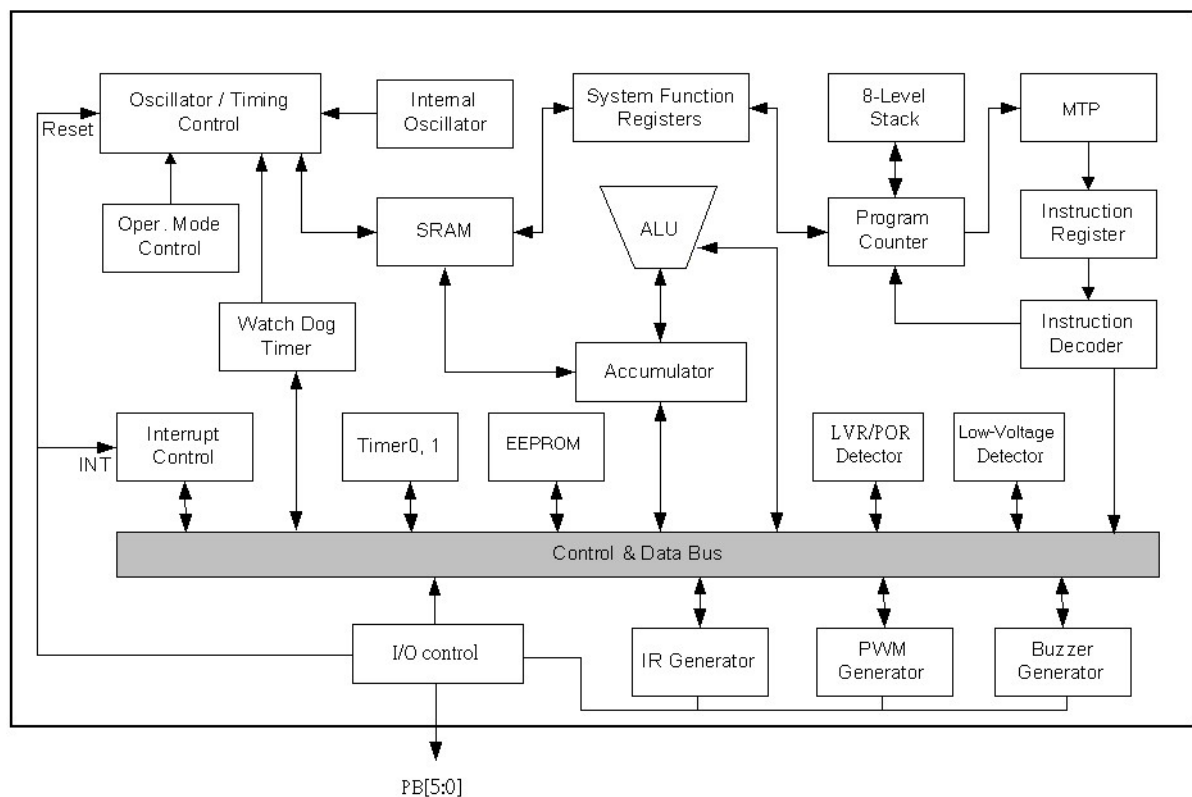 Oscillator / Timing
Control
Internal
Oscillator
System Function
Registers
8-Level
Stack
MTP
Reset
Oper. Mode
Control
SRAM
ALU
Program
Counter
Instruction
Register
Watch Dog
Timer
Accumulator
Instruction
Decoder
Interrupt
Control
INT
Timer0, 1
EEPROM
LVR/POR
Detector
Low-Voltage
Detector
Control & Data Bus
I/O control
IR Generator
PWM
Generator
Buzzer
Generator
PB[5:0]